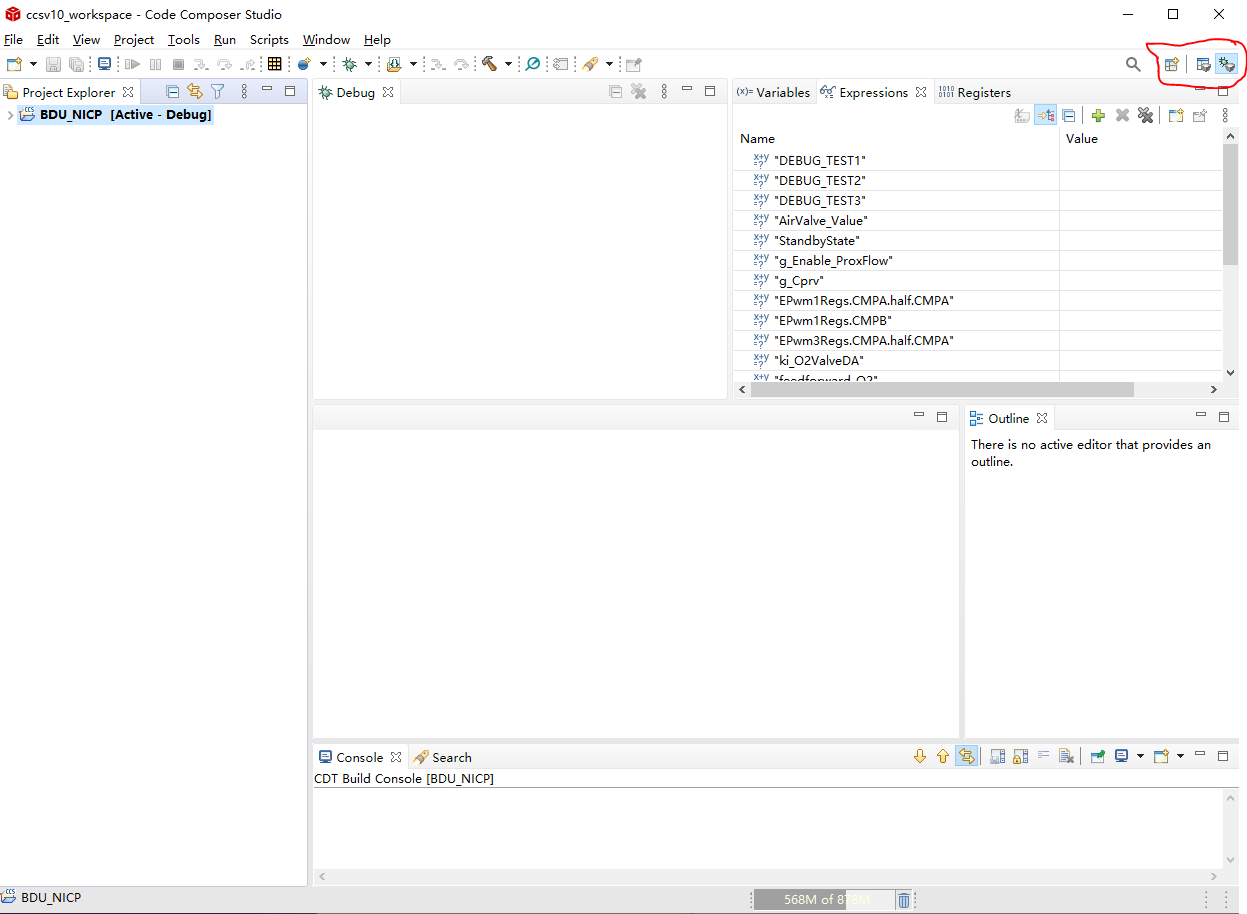 ccsv10_workspace - Code Composer Studio
File Edit View Project Tools Run Scripts Window Help
Project Explorer
BDU_NICP [Active - Debug]
Debug
Variables
Expressions
Registers
Name Value
"DEBUG_TEST1"
"DEBUG_TEST2"
"DEBUG_TEST3"
"AirValve_Value"
"StandbyState"
"g_Enable_ProxFlow"
"g_Cprv"
"EPwm1Regs.CMPA.half.CMPA"
"EPwm1Regs.CMPB"
"EPwm3Regs.CMPA.half.CMPA"
"ki_O2ValveDA"
"feedforward_O2"
Outline
There is no active editor that provides an
outline.
Console
Search
CDT Build Console [BDU_NICP]
BDU_NICP
568M of 878M